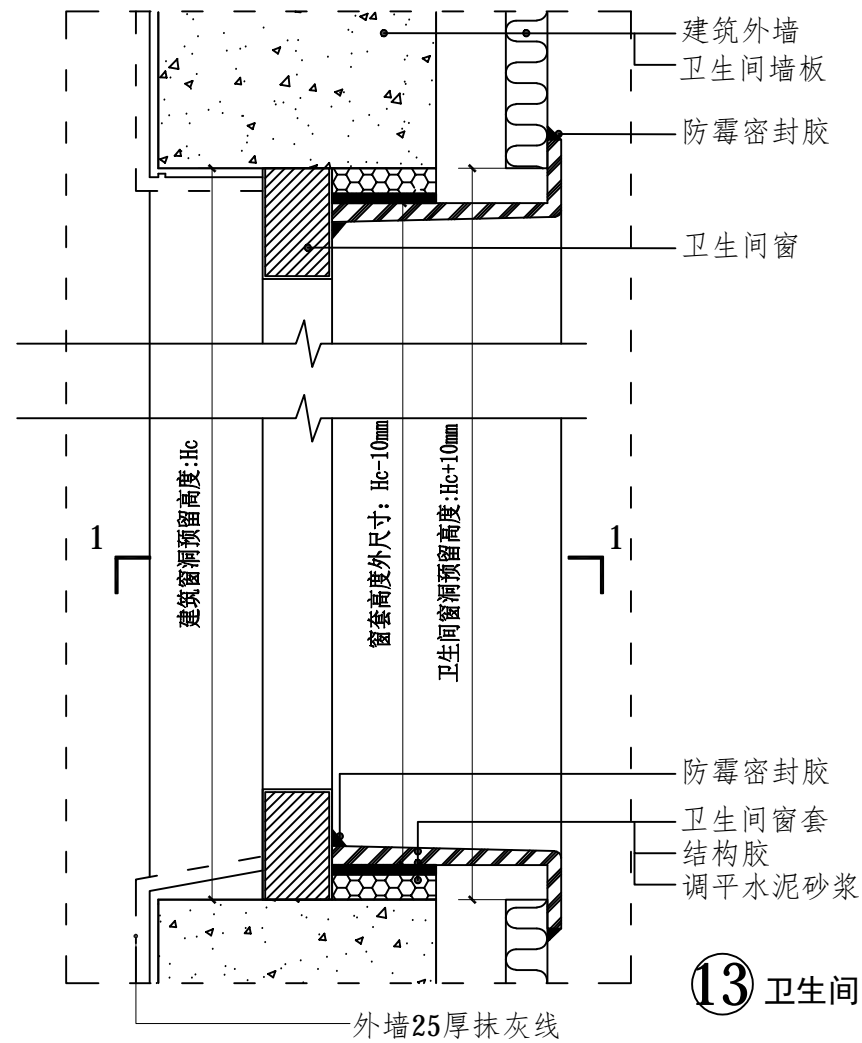 建筑外墙
卫生间墙板
防霉密封胶
卫生间窗
建筑窗洞预留高度:Hc
窗套高度外尺寸: Hc-10mm
卫生间窗洞预留高度:Hc+10mm
1
1
防霉密封胶
卫生间窗套
结构胶
调平水泥砂浆
13 卫生间
外墙25厚抹灰线